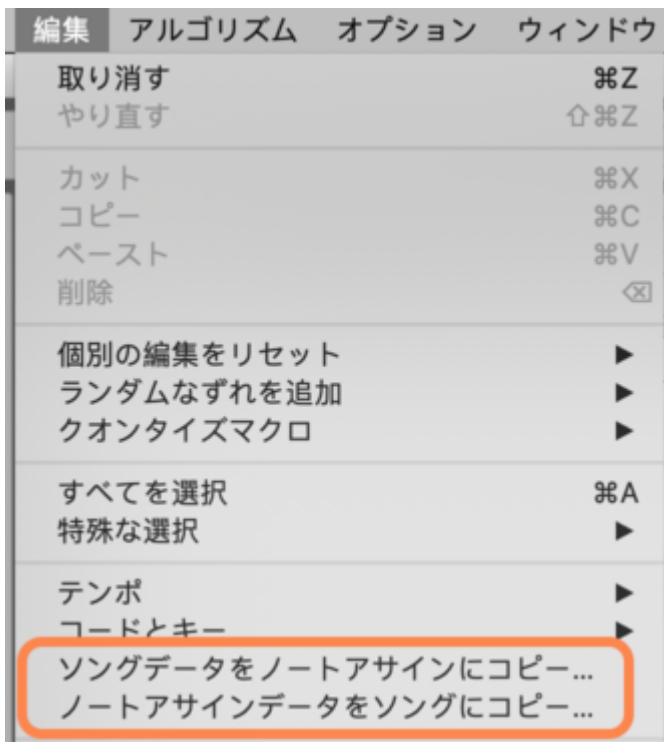 編集 アルゴリズム オプション ウィンドウ
取り消す ⌘Z
やり直す ⇧⌘Z
カット ⌘X
コピー ⌘C
ペースト ⌘V
削除 ⌫
個別の編集をリセット ▶
ランダムなずれを追加 ▶
クオンタイズマクロ ▶
すべてを選択 ⌘A
特殊な選択 ▶
テンポ ▶
コードとキー ▶
ソングデータをノートアサインにコピー...
ノートアサインデータをソングにコピー...